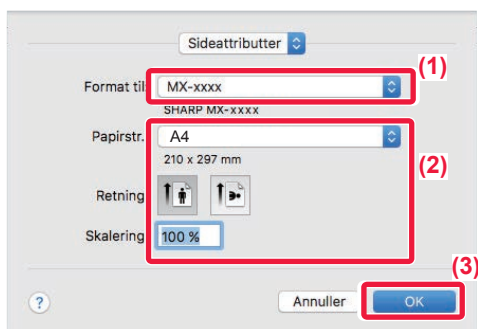 Sideattributter
(1)
Format til: MX-xxxx
SHARP MX-xxxx
Papirstr. A4
210 x 297 mm
(2)
Retning
Skalering 100 %
(3)
? Annuller OK